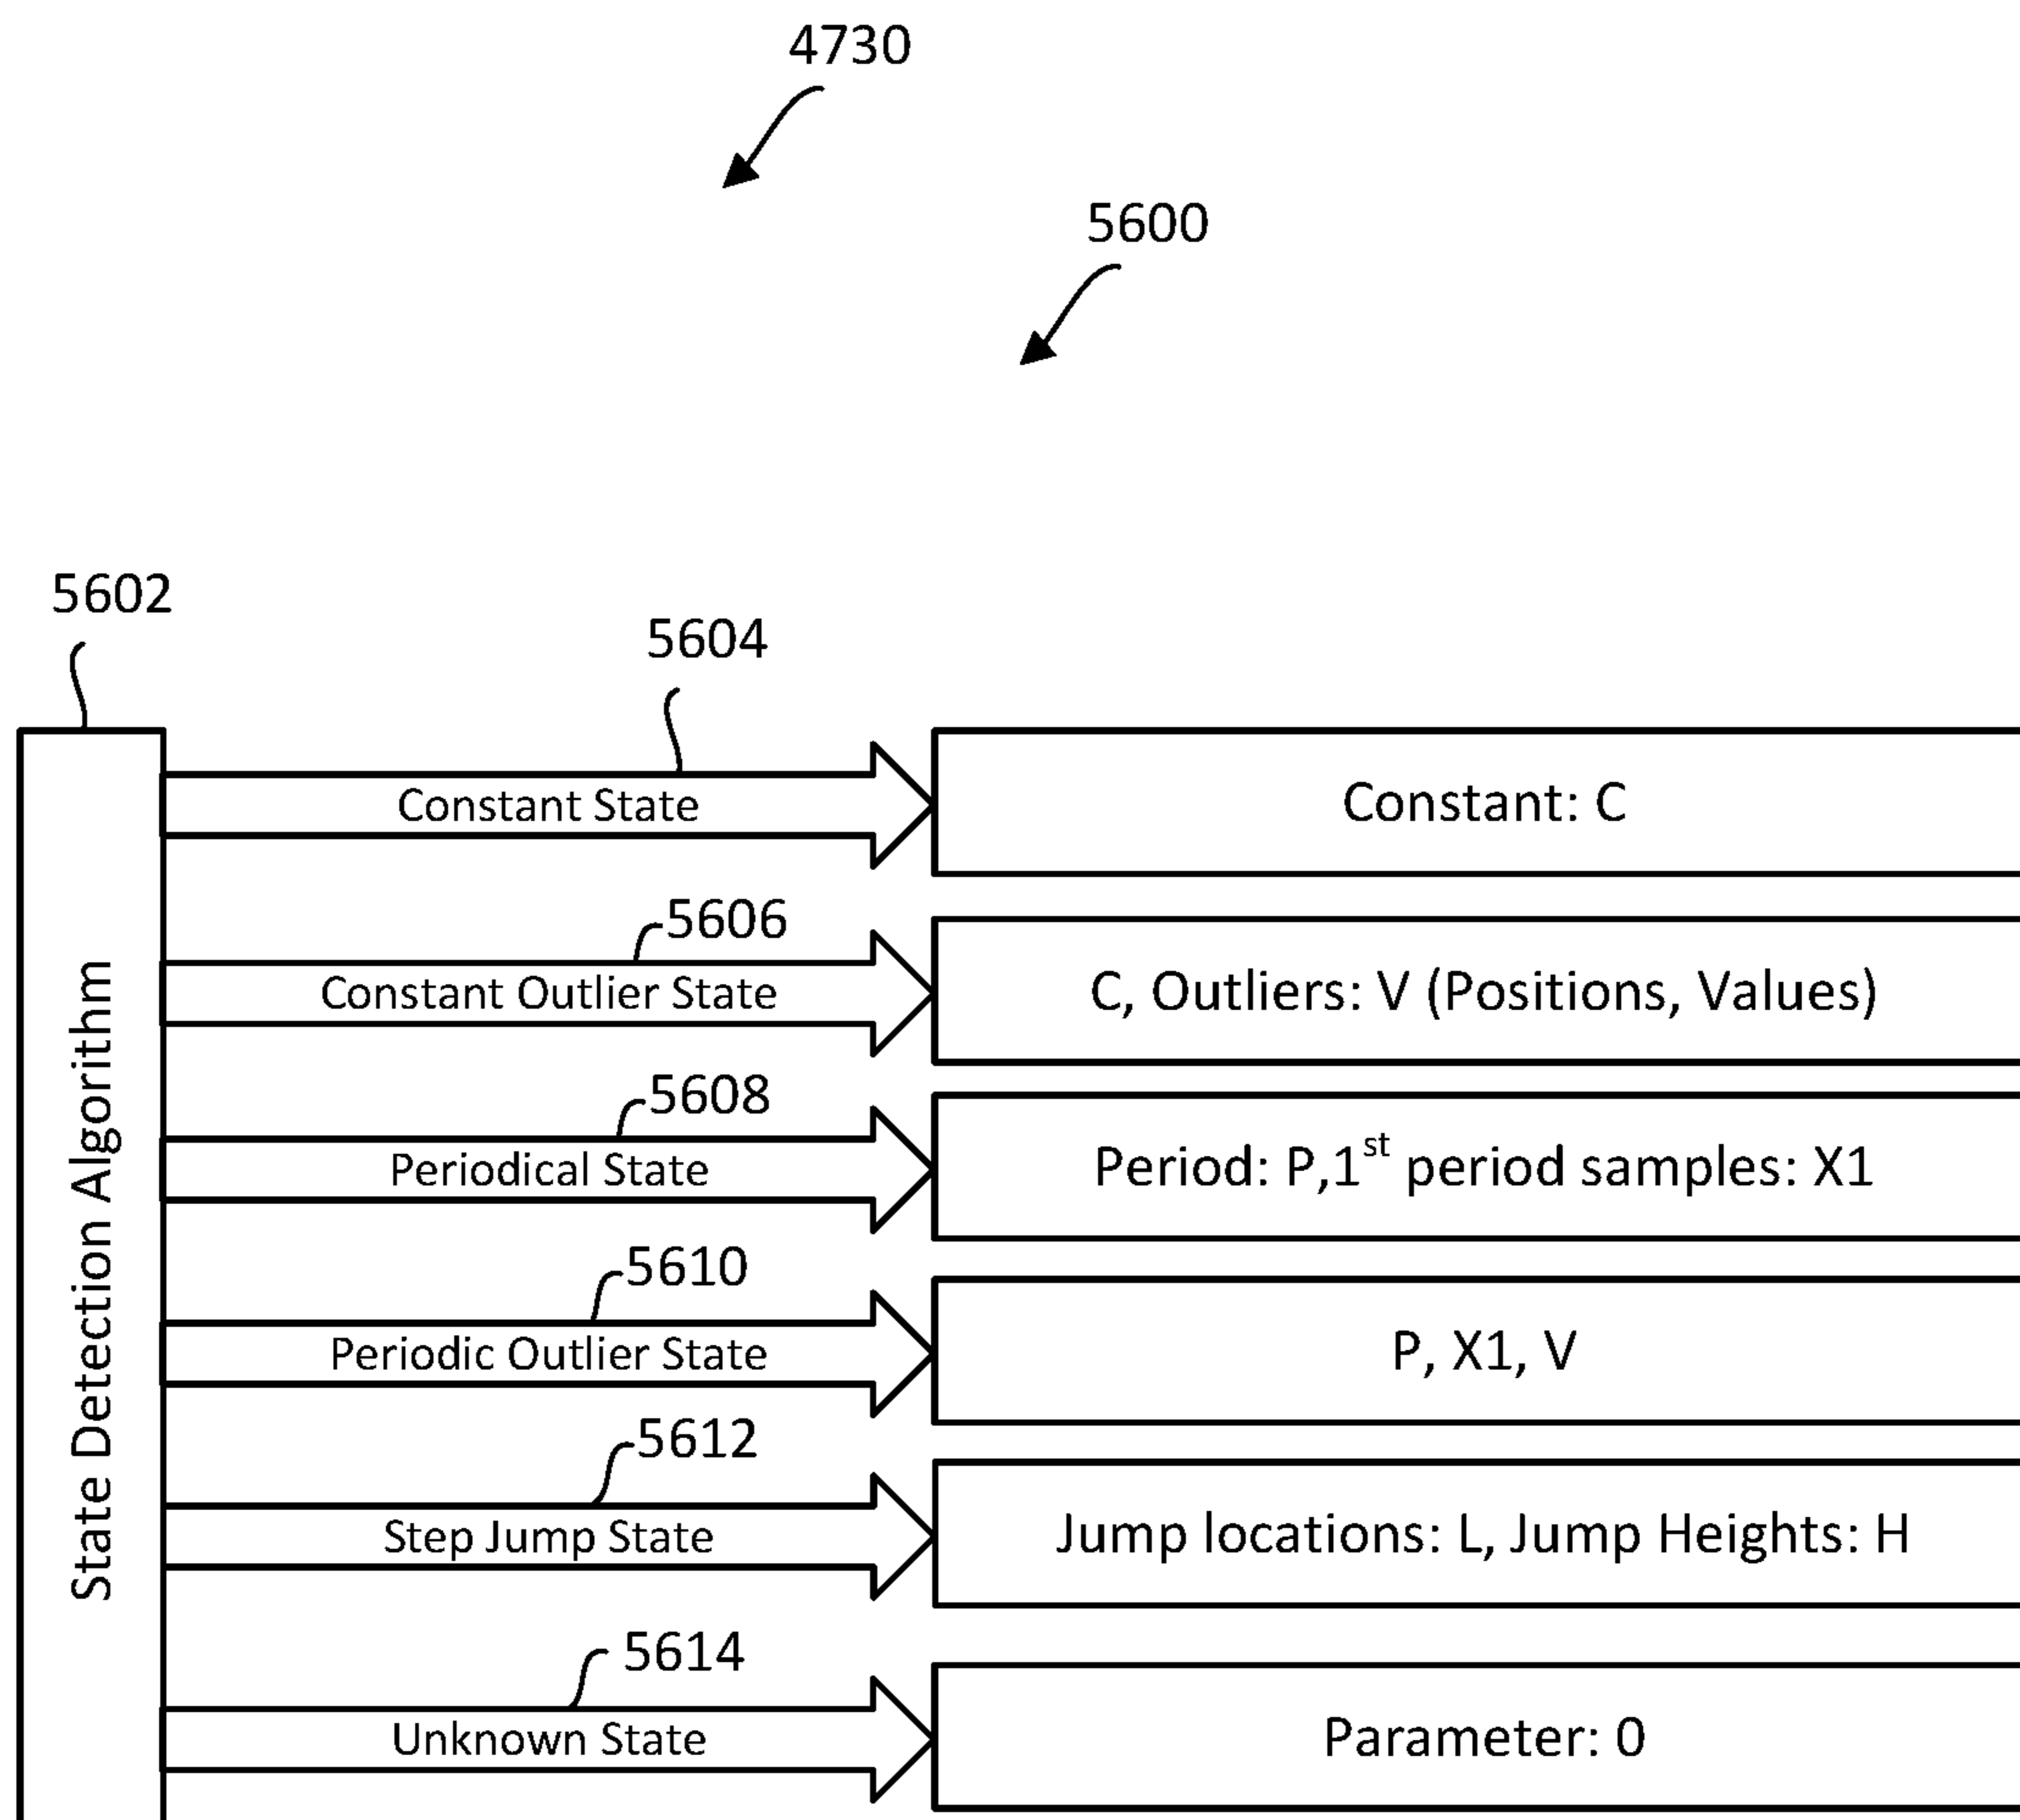 4730
5600
5602
5604
State Detection Algorithm
Constant State
Constant: C
5606
Constant Outlier State
C, Outliers: V (Positions, Values)
5608
Periodical State
Period: P,1st period samples: X1
5610
Periodic Outlier State
P, X1, V
5612
Step Jump State
Jump locations: L, Jump Heights: H
5614
Unknown State
Parameter: 0